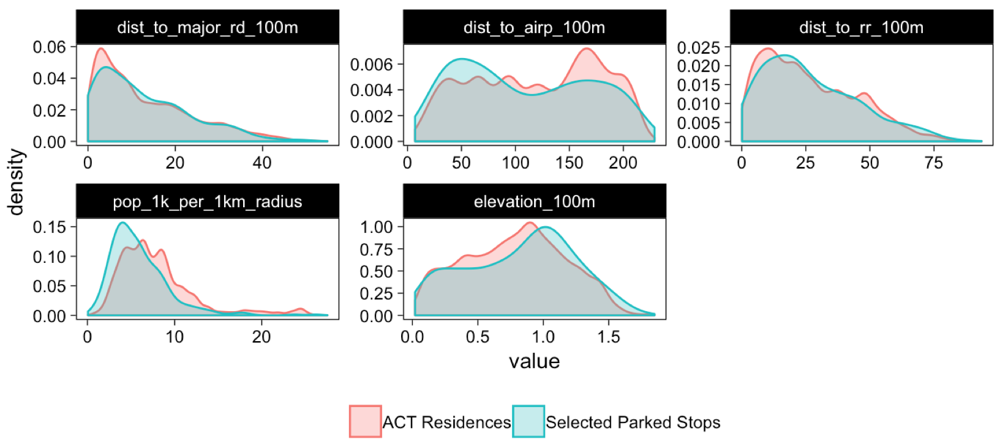 dist_to_major_rd_100m
dist_to_airp_100m
dist_to_rr_100m
0.06
0.04
0.02
0.00
0 20 40
0.006
0.004
0.002
0.000
0 50 100 150 200
0.025
0.020
0.015
0.010
0.005
0.000
0 25 50 75
density
pop_1k_per_1km_radius
elevation_100m
0.15
0.10
0.05
0.00
0 10 20
1.00
0.75
0.50
0.25
0.00
0.0 0.5 1.0 1.5
value
ACT Residences Selected Parked Stops